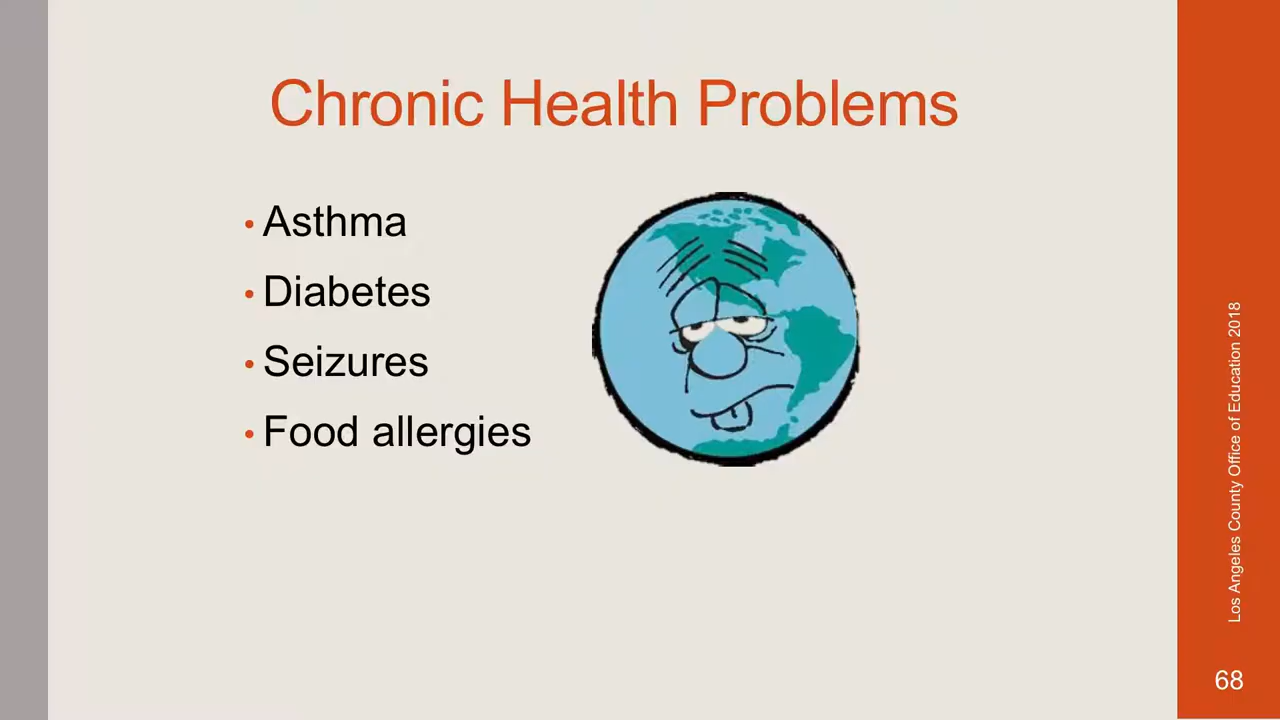 Chronic Health Problems
• Asthma
• Diabetes
• Seizures
• Food allergies
Los Angeles County Office of Education 2018
68